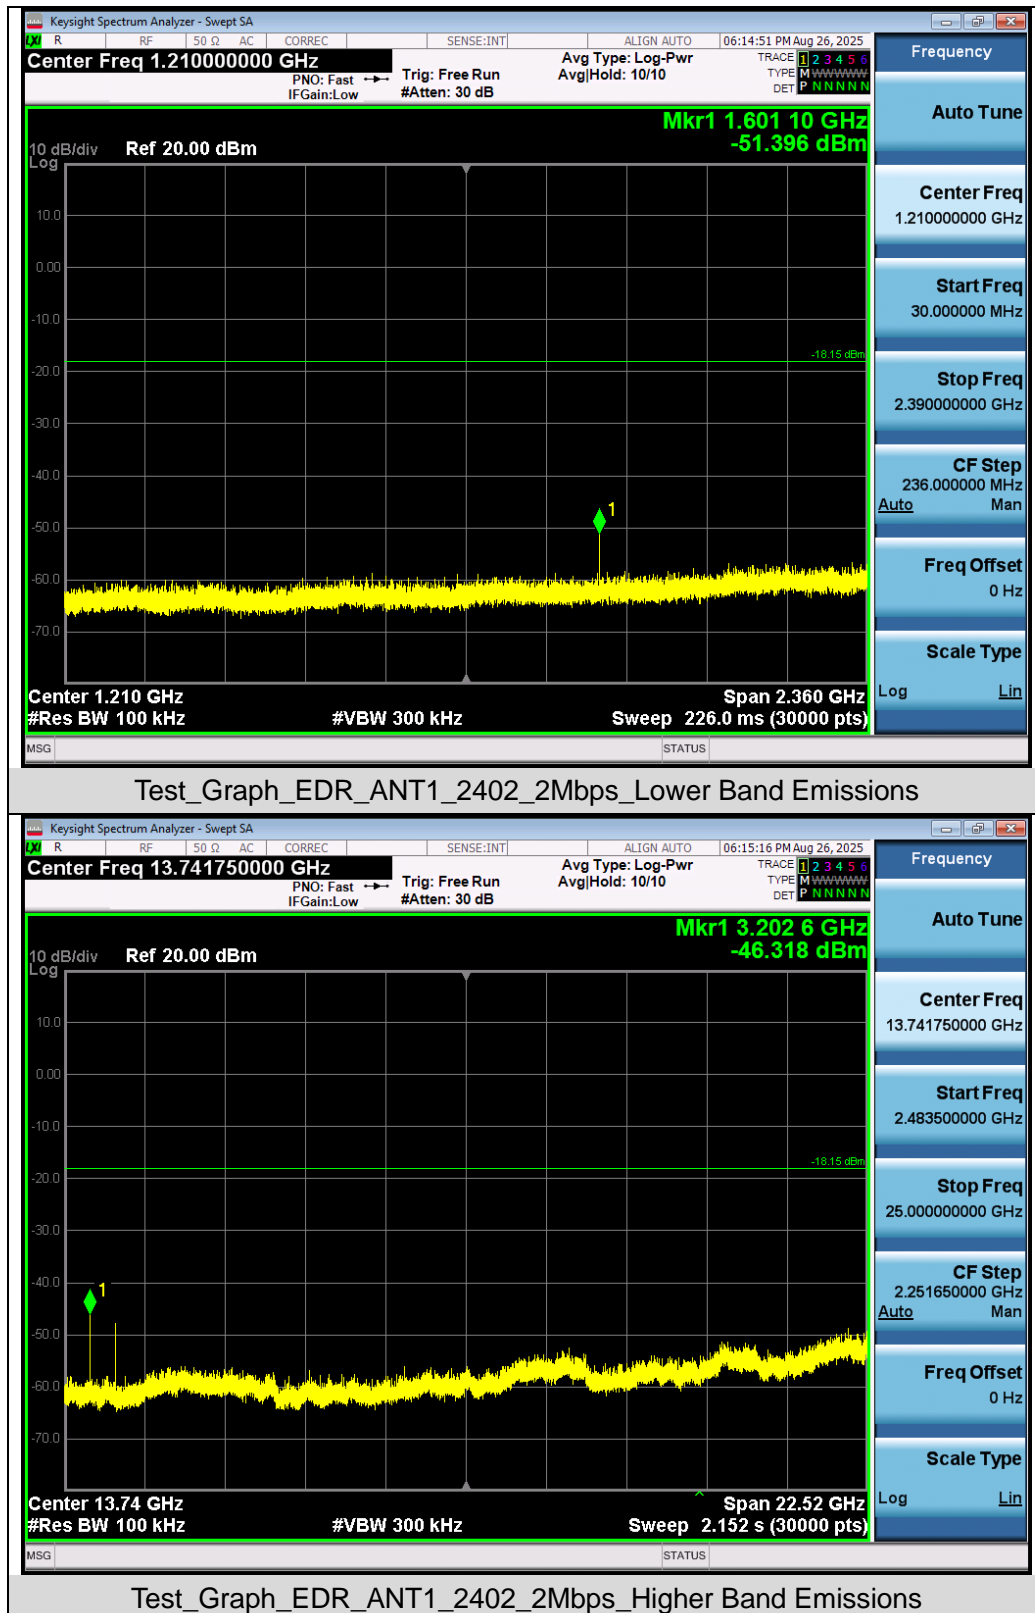 Keysight Spectrum Analyzer - Swept SA
LXI R RF 50 Ω AC CORREC SENSE:INT ALIGN AUTO 06:14:51 PM Aug 26, 2025
Center Freq 1.210000000 GHz
PNO: Fast
IFGain:Low
Trig: Free Run
#Atten: 30 dB
Avg Type: Log-Pwr
Avg|Hold: 10/10
TRACE 1 2 3 4 5 6
TYPE M W W W W W
DET P N N N N N
Mkr1 1.601 10 GHz
-51.396 dBm
10 dB/div Ref 20.00 dBm
Log
10.0
0.00
-10.0
-18.15 dBm
-20.0
-30.0
-40.0
1
-50.0
-60.0
-70.0
Center 1.210 GHz Span 2.360 GHz
#Res BW 100 kHz #VBW 300 kHz Sweep 226.0 ms (30000 pts)
MSG STATUS
Frequency
Auto Tune
Center Freq
1.210000000 GHz
Start Freq
30.000000 MHz
Stop Freq
2.390000000 GHz
CF Step
236.000000 MHz
Auto Man
Freq Offset
0 Hz
Scale Type
Log Lin
Test_Graph_EDR_ANT1_2402_2Mbps_Lower Band Emissions
Keysight Spectrum Analyzer - Swept SA
LXI R RF 50 Ω AC CORREC SENSE:INT ALIGN AUTO 06:15:16 PM Aug 26, 2025
Center Freq 13.741750000 GHz
PNO: Fast
IFGain:Low
Trig: Free Run
#Atten: 30 dB
Avg Type: Log-Pwr
Avg|Hold: 10/10
TRACE 1 2 3 4 5 6
TYPE M W W W W W
DET P N N N N N
Mkr1 3.202 6 GHz
-46.318 dBm
10 dB/div Ref 20.00 dBm
Log
10.0
0.00
-10.0
-18.15 dBm
-20.0
-30.0
-40.0
1
-50.0
-60.0
-70.0
Center 13.74 GHz Span 22.52 GHz
#Res BW 100 kHz #VBW 300 kHz Sweep 2.152 s (30000 pts)
MSG STATUS
Frequency
Auto Tune
Center Freq
13.741750000 GHz
Start Freq
2.483500000 GHz
Stop Freq
25.000000000 GHz
CF Step
2.251650000 GHz
Auto Man
Freq Offset
0 Hz
Scale Type
Log Lin
Test_Graph_EDR_ANT1_2402_2Mbps_Higher Band Emissions